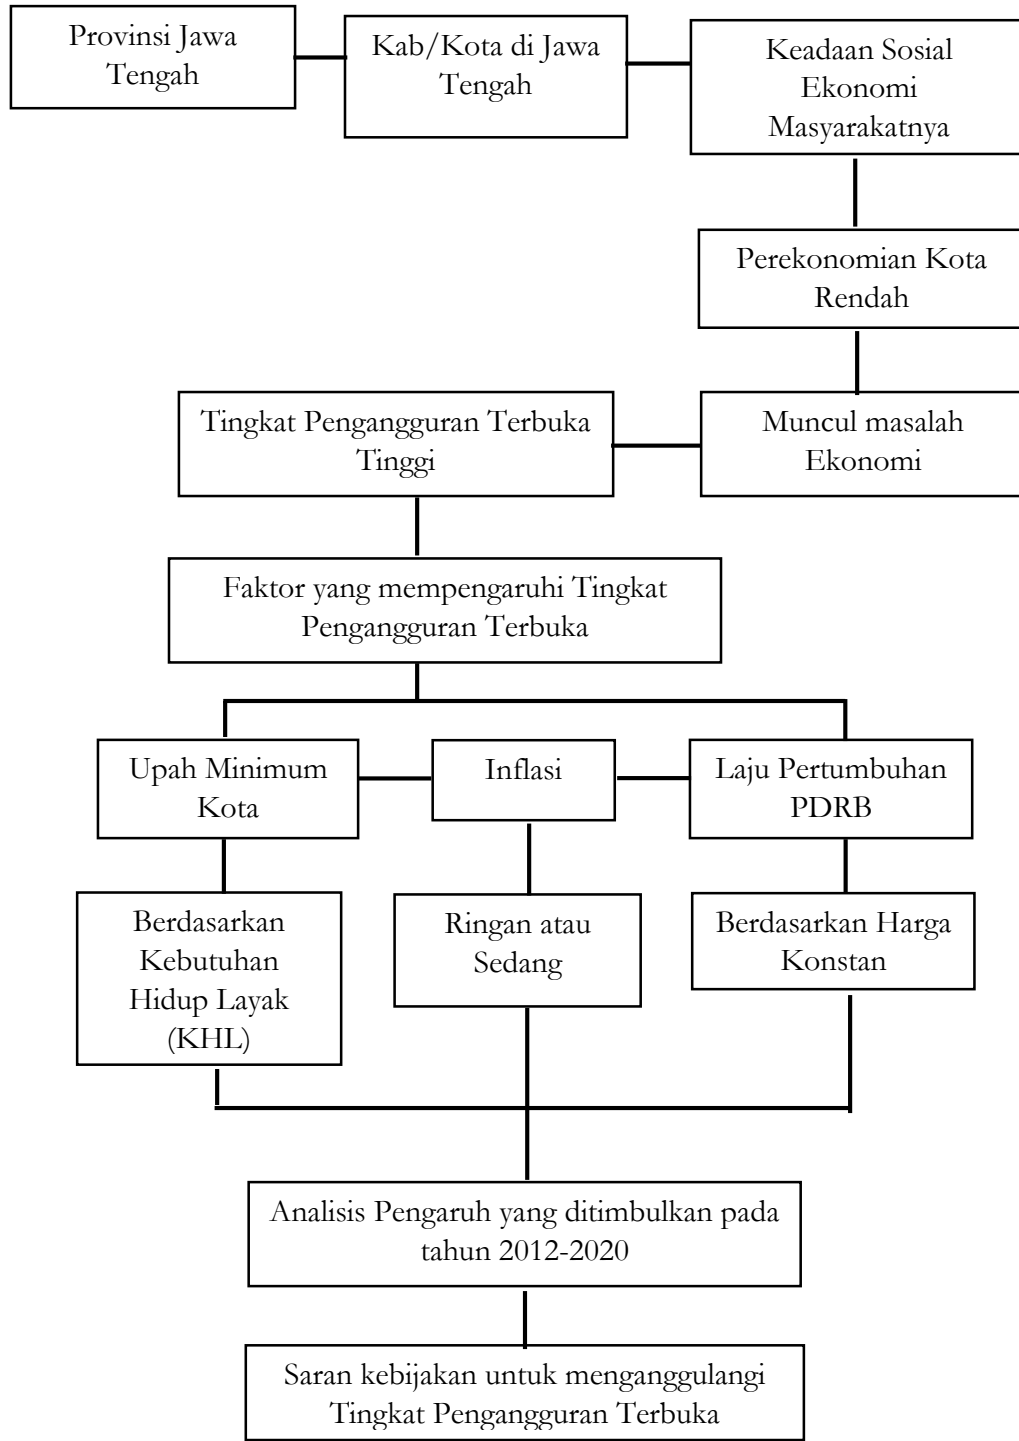 Provinsi Jawa
Tengah
Kab/Kota di Jawa
Tengah
Keadaan Sosial
Ekonomi
Masyarakatnya
Perekonomian Kota
Rendah
Muncul masalah
Ekonomi
Tingkat Pengangguran Terbuka
Tinggi
Faktor yang mempengaruhi Tingkat
Pengangguran Terbuka
Upah Minimum
Kota
Inflasi
Laju Pertumbuhan
PDRB
Berdasarkan
Kebutuhan
Hidup Layak
(KHL)
Ringan atau
Sedang
Berdasarkan Harga
Konstan
Analisis Pengaruh yang ditimbulkan pada
tahun 2012-2020
Saran kebijakan untuk menganggulangi
Tingkat Pengangguran Terbuka